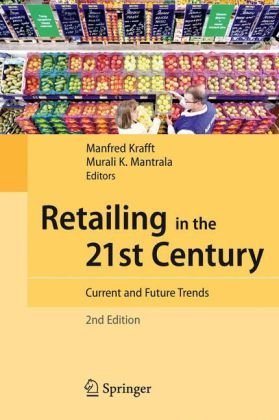 Manfred Krafft
Murali K. Mantrala
Editors
Retailing in the
21st Century
Current and Future Trends
2nd Edition
Springer